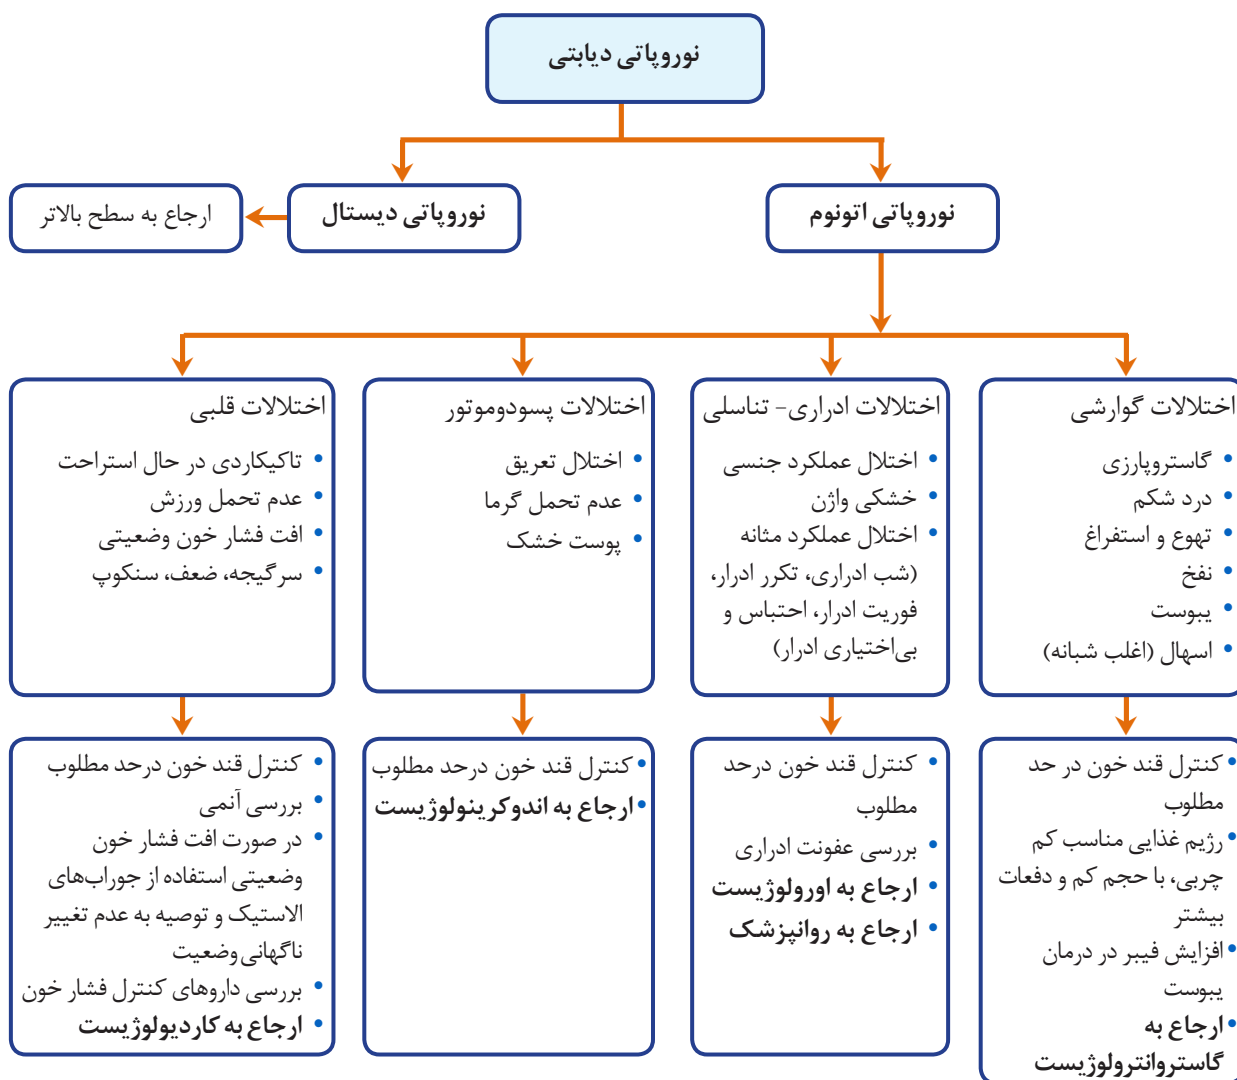 نوروپاتی دیابتی
نوروپاتی اتونوم
نوروپاتی دیستال
ارجاع به سطح بالاتر
اختلالات گوارشی
• گاستروپارزی
• درد شکم
• تهوع و استفراغ
• نفخ
• یبوست
• اسهال (اغلب شبانه)
اختلالات ادراری- تناسلی
• اختلال عملکرد جنسی
• خشکی واژن
• اختلال عملکرد مثانه
(شب ادراری، تکرر ادرار،
فوریت ادرار، احتباس و
بی‌اختیاری ادرار)
اختلالات پسودوموتور
• اختلال تعریق
• عدم تحمل گرما
• پوست خشک
اختلالات قلبی
• تاکیکاردی در حال استراحت
• عدم تحمل ورزش
• افت فشار خون وضعیتی
• سرگیجه، ضعف، سنکوپ
• کنترل قند خون در حد
مطلوب
• رژیم غذایی مناسب کم
چربی، با حجم کم و دفعات
بیشتر
• افزایش فیبر در درمان
یبوست
• ارجاع به
گاستروانترولوژیست
• کنترل قند خون درحد
مطلوب
• بررسی عفونت ادراری
• ارجاع به اورولوژیست
• ارجاع به روانپزشک
• کنترل قند خون درحد مطلوب
• ارجاع به اندوکرینولوژیست
• کنترل قند خون درحد مطلوب
• بررسی آنمی
• در صورت افت فشار خون
وضعیتی استفاده از جوراب‌های
الاستیک و توصیه به عدم تغییر
ناگهانی وضعیت
• بررسی داروهای کنترل فشار خون
• ارجاع به کاردیولوژیست